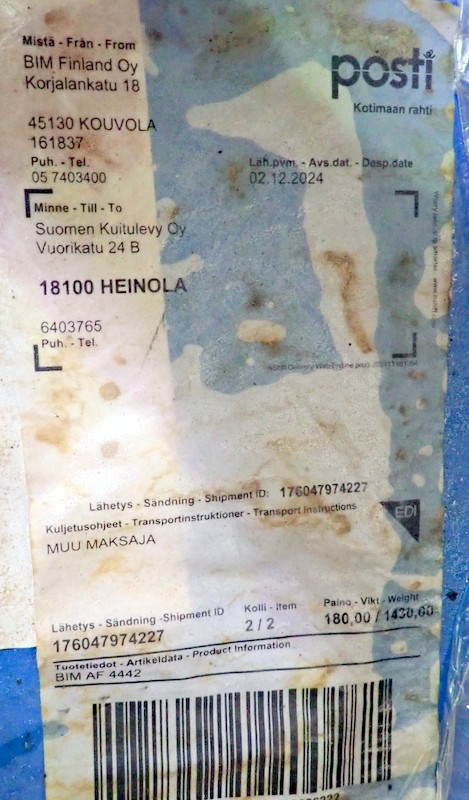 Mistä - Från - From
BIM Finland Oy
Korjalankatu 18
posti
Kotimaan rahti
45130 KOUVOLA
161837
Puh. - Tel.
05 7403400
Läh.pvm. - Avs.dat. - Desp.date
02.12.2024
Minne - Till - To
Suomen Kuitulevy Oy
Vuorikatu 24 B
18100 HEINOLA
6403765
Puh. - Tel.
Lähetys - Sändning - Shipment ID: 176047974227
Kuljetusohjeet - Transportinstruktioner - Transport Instructions
MUU MAKSAJA
EDI
Lähetys - Sändning -Shipment ID
176047974227
Kolli - Item
2 / 2
Paino - Vikt - Weight
180,00 / 1430,00
Tuotetiedot - Artikeldata - Product Information
BIM AF 4442